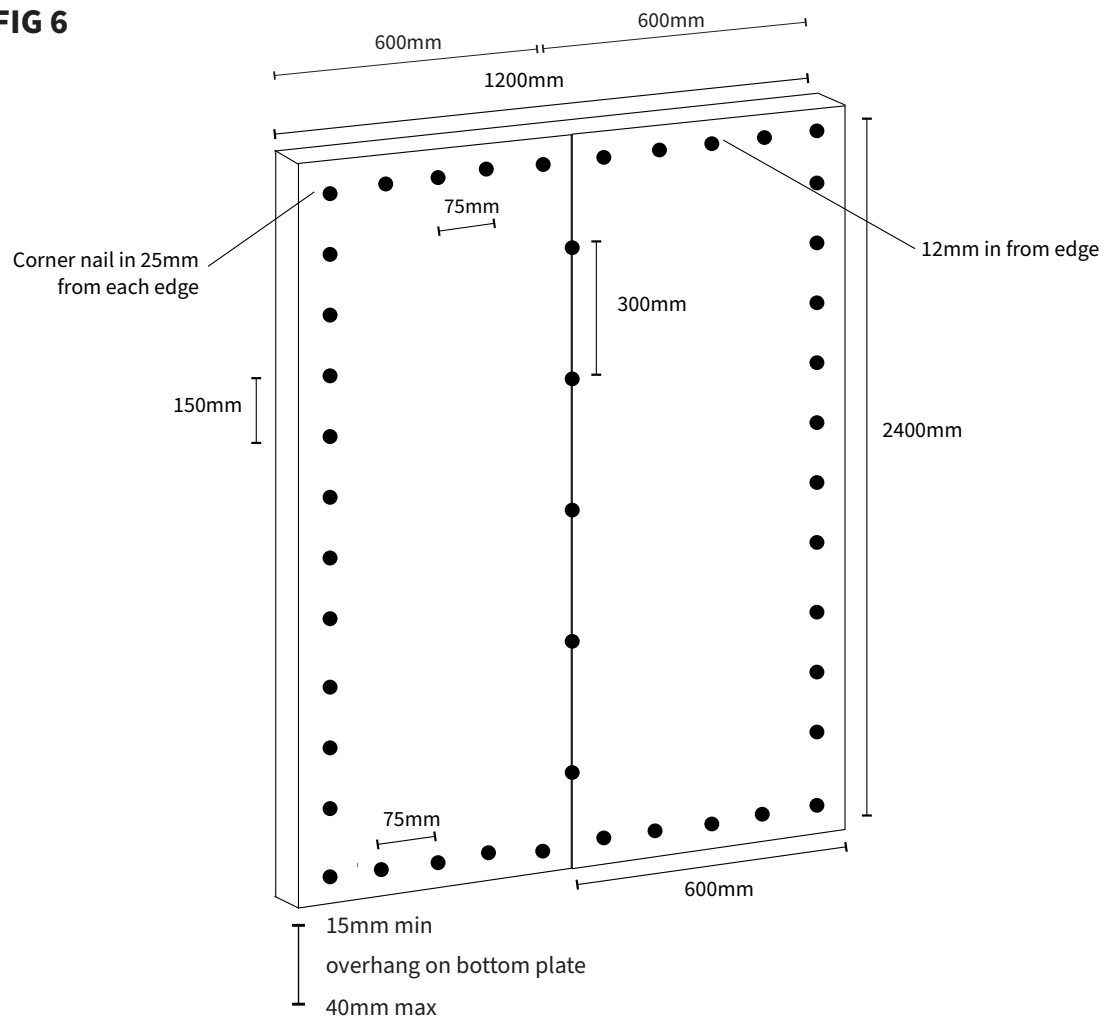 FIG 6
600mm
600mm
1200mm
75mm
Corner nail in 25mm
from each edge
12mm in from edge
300mm
150mm
2400mm
75mm
600mm
15mm min
overhang on bottom plate
40mm max